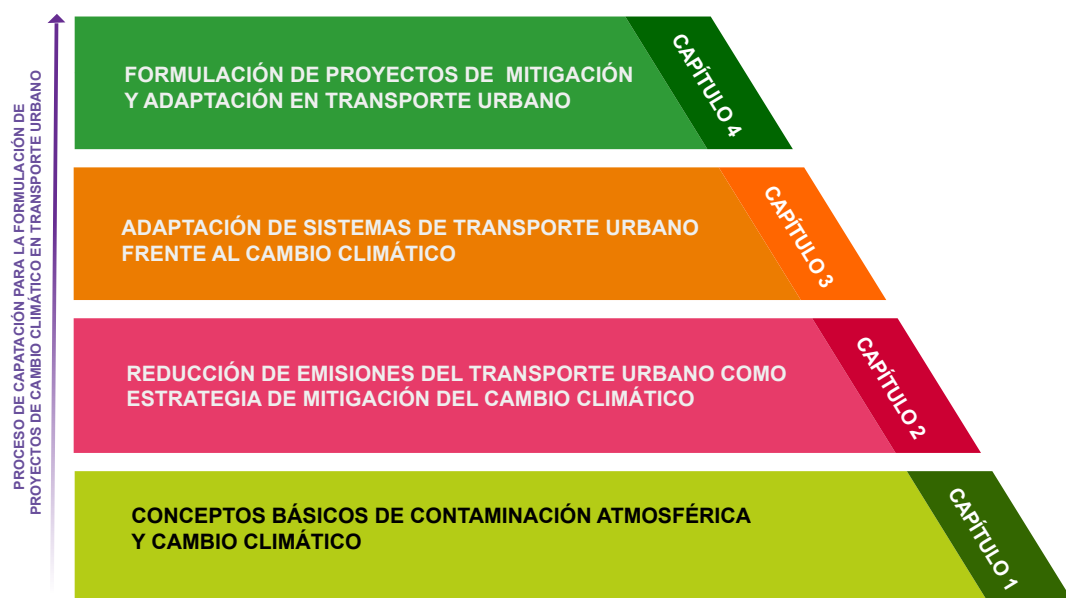 PROCESO DE CAPATACIÓN PARA LA FORMULACIÓN DE
PROYECTOS DE CAMBIO CLIMÁTICO EN TRANSPORTE URBANO
FORMULACIÓN DE PROYECTOS DE MITIGACIÓN
Y ADAPTACIÓN EN TRANSPORTE URBANO
CAPÍTULO 4
ADAPTACIÓN DE SISTEMAS DE TRANSPORTE URBANO
FRENTE AL CAMBIO CLIMÁTICO
CAPÍTULO 3
REDUCCIÓN DE EMISIONES DEL TRANSPORTE URBANO COMO
ESTRATEGIA DE MITIGACIÓN DEL CAMBIO CLIMÁTICO
CAPÍTULO 2
CONCEPTOS BÁSICOS DE CONTAMINACIÓN ATMOSFÉRICA
Y CAMBIO CLIMÁTICO
CAPÍTULO 1